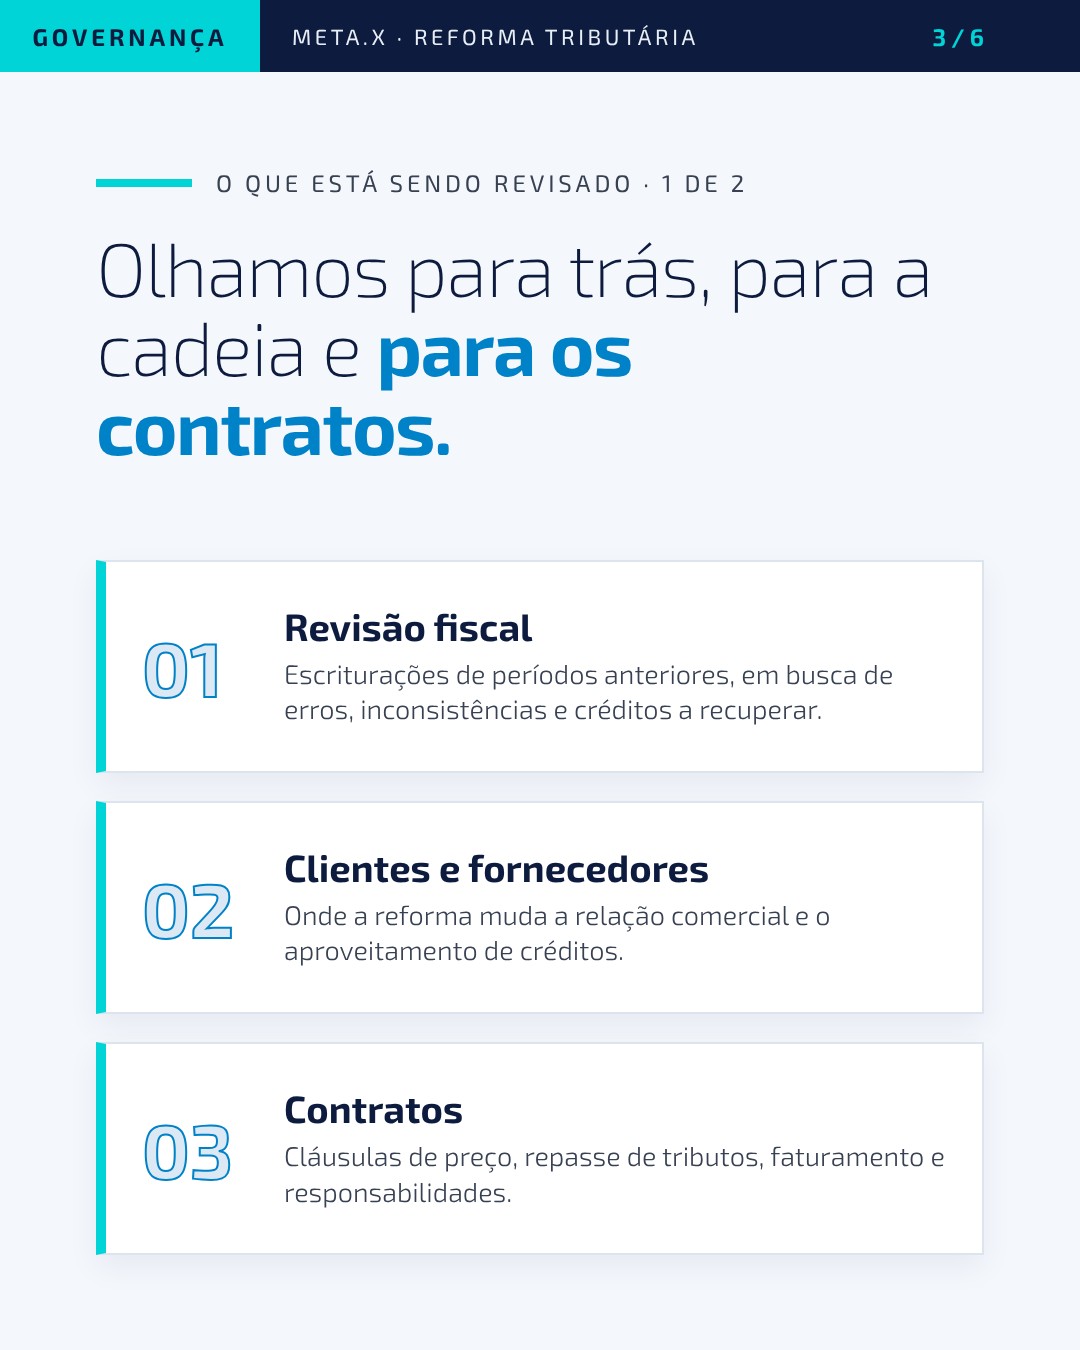 GOVERNANÇA
META.X · REFORMA TRIBUTÁRIA
3 / 6
O QUE ESTÁ SENDO REVISADO · 1 DE 2
Olhamos para trás, para a
cadeia e para os
contratos.
01
Revisão fiscal
Escriturações de períodos anteriores, em busca de
erros, inconsistências e créditos a recuperar.
02
Clientes e fornecedores
Onde a reforma muda a relação comercial e o
aproveitamento de créditos.
03
Contratos
Cláusulas de preço, repasse de tributos, faturamento e
responsabilidades.